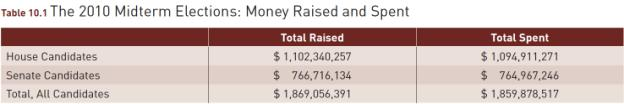 Table 10.1 The 2010 Midterm Elections: Money Raised and Spent
Total Raised Total Spent
House Candidates $ 1,102,340,257 $ 1,094,911,271
Senate Candidates $ 766,716,134 $ 764,967,246
Total, All Candidates $ 1,869,056,391 $ 1,859,878,517